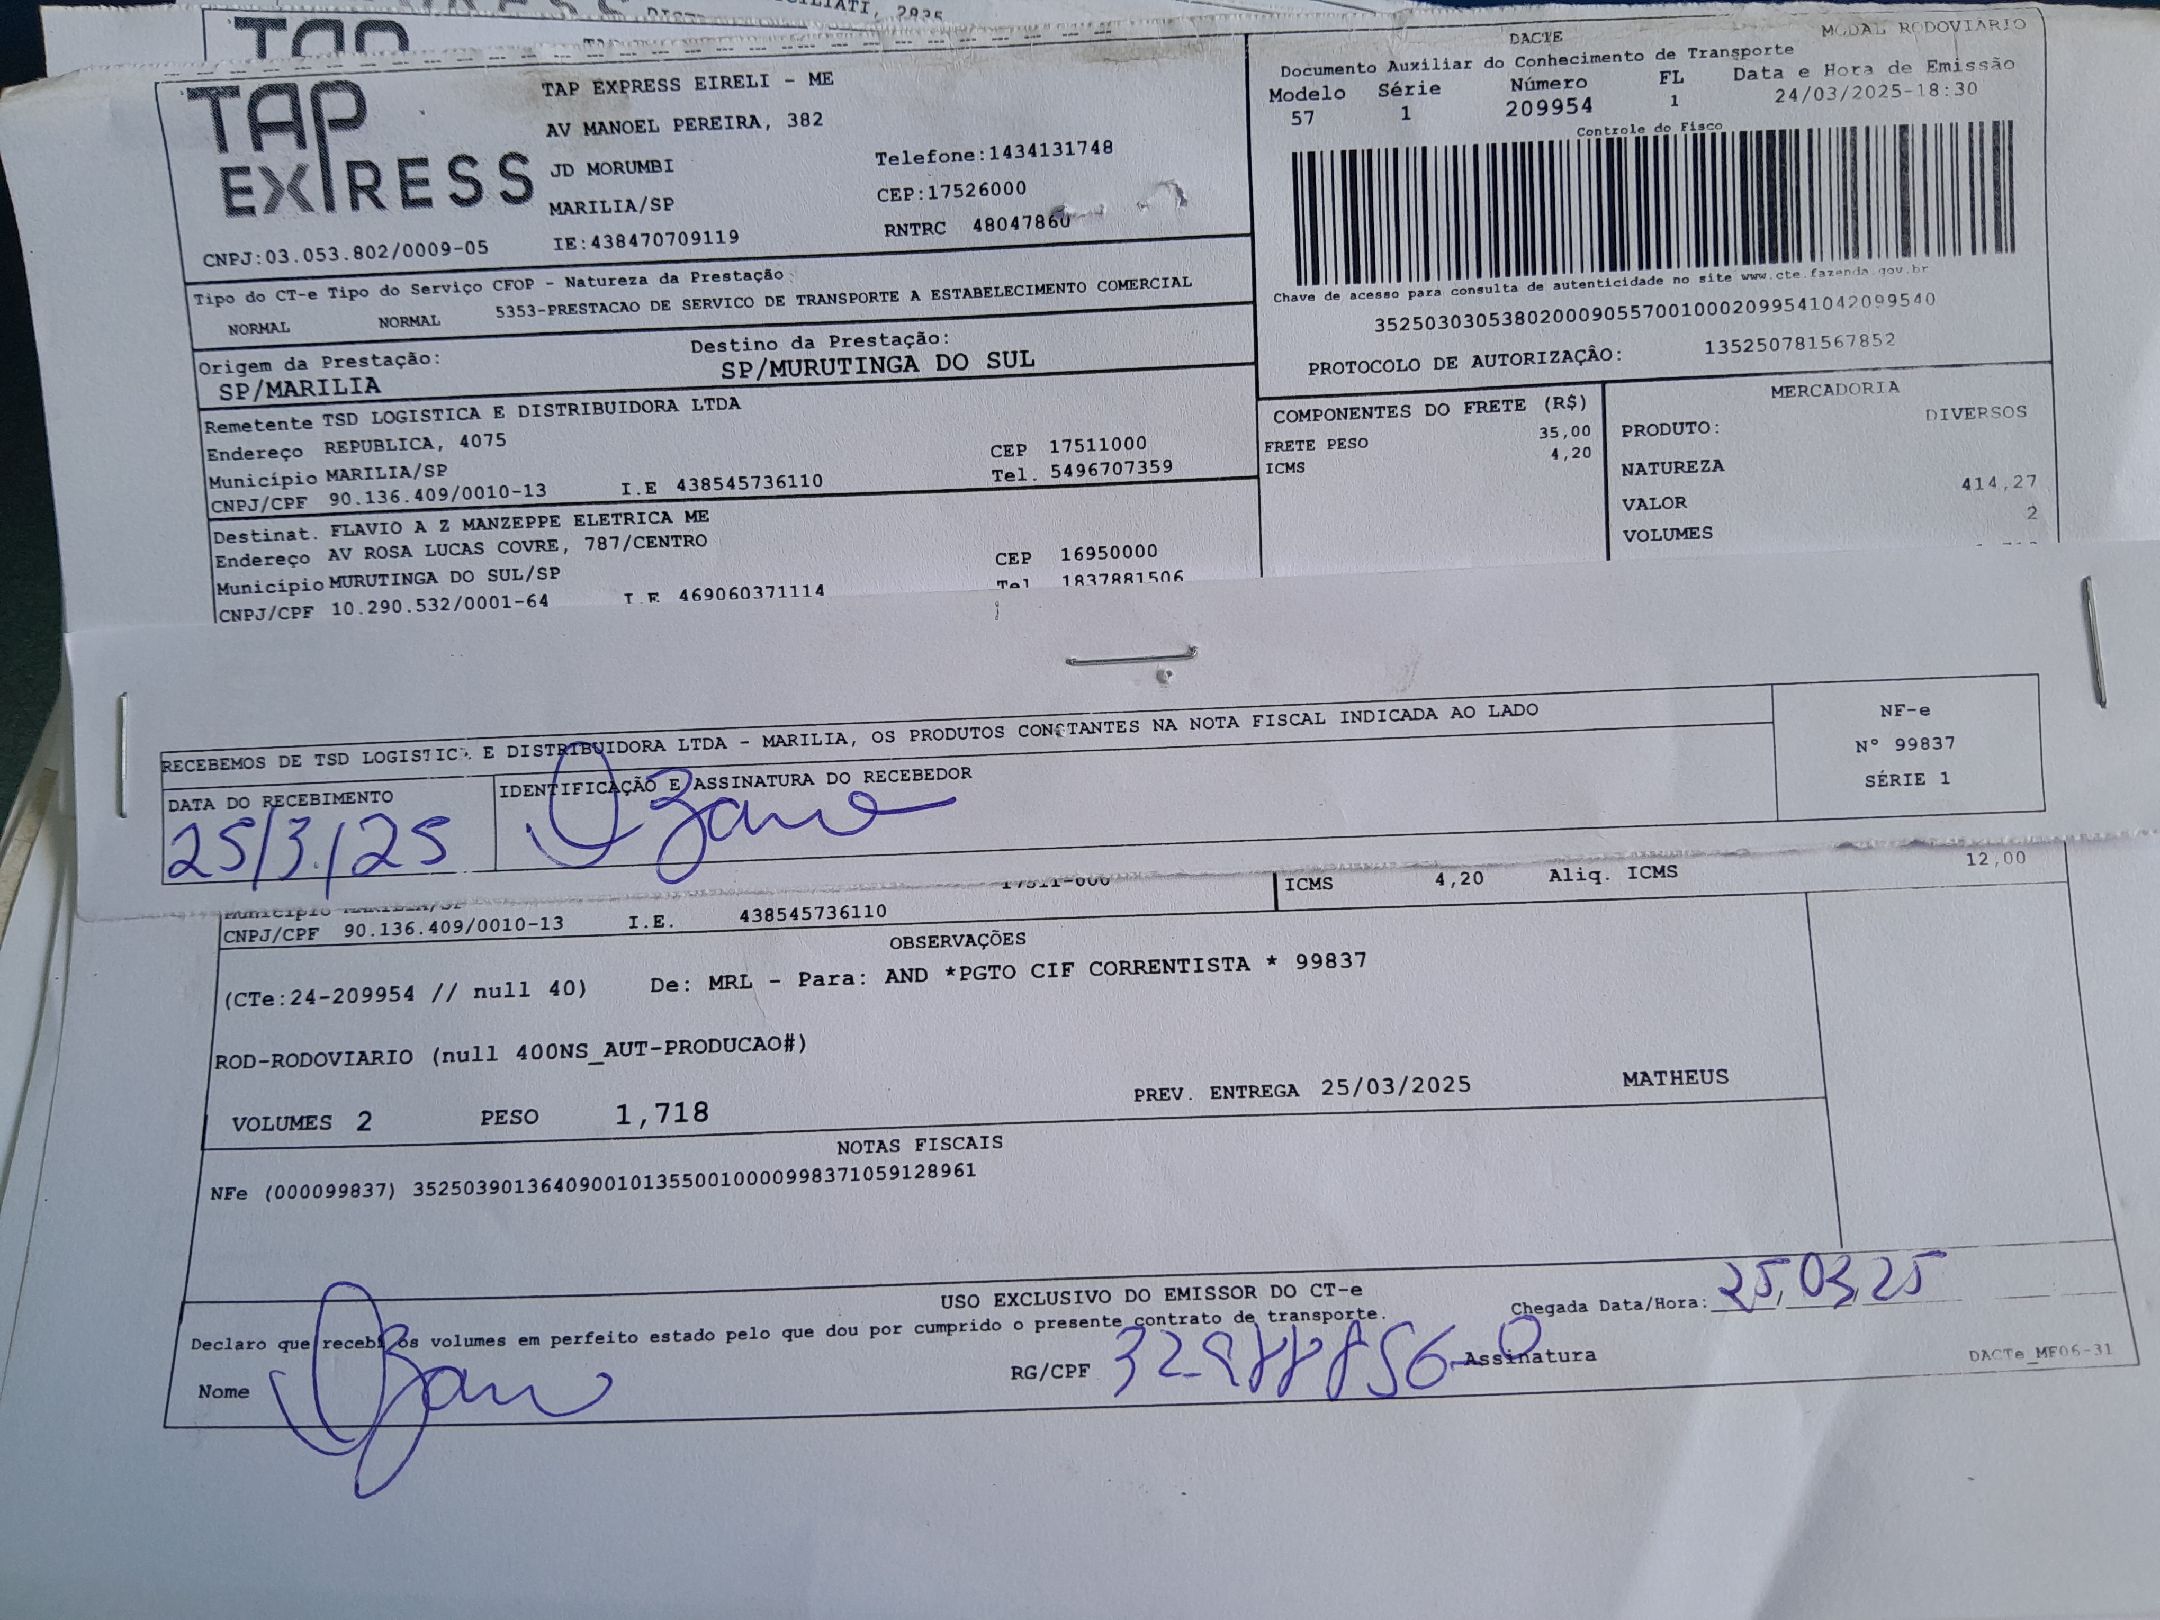 TAP
TAP EXPRESS
TAP EXPRESS EIRELI - ME
AV MANOEL PEREIRA, 382
JD MORUMBI
Telefone:1434131748
MARILIA/SP
CEP:17526000
CNPJ:03.053.802/0009-05 IE:438470709119 RNTRC 48047860
DACTE MODAL RODOVIÁRIO
Documento Auxiliar do Conhecimento de Transporte
Modelo Série Número FL Data e Hora de Emissão
57 1 209954 1 24/03/2025-18:30
Controle do Fisco
Chave de acesso para consulta de autenticidade no site www.cte.fazenda.gov.br
35250303053802000905570010002099541042099540
PROTOCOLO DE AUTORIZAÇÃO: 135250781567852
Tipo do CT-e Tipo do Serviço CFOP - Natureza da Prestação
NORMAL NORMAL 5353-PRESTACAO DE SERVICO DE TRANSPORTE A ESTABELECIMENTO COMERCIAL
Origem da Prestação: Destino da Prestação:
SP/MARILIA SP/MURUTINGA DO SUL
Remetente TSD LOGISTICA E DISTRIBUIDORA LTDA
Endereço REPUBLICA, 4075
Município MARILIA/SP CEP 17511000
CNPJ/CPF 90.136.409/0010-13 I.E 438545736110 Tel. 5496707359
Destinat. FLAVIO A Z MANZEPPE ELETRICA ME
Endereço AV ROSA LUCAS COVRE, 787/CENTRO
Município MURUTINGA DO SUL/SP CEP 16950000
CNPJ/CPF 10.290.532/0001-64 I.E 469060371114 Tel 1837881506
COMPONENTES DO FRETE (R$)
FRETE PESO 35,00
ICMS 4,20
MERCADORIA
PRODUTO: DIVERSOS
NATUREZA
VALOR 414,27
VOLUMES 2
RECEBEMOS DE TSD LOGISTICA E DISTRIBUIDORA LTDA - MARILIA, OS PRODUTOS CONSTANTES NA NOTA FISCAL INDICADA AO LADO
DATA DO RECEBIMENTO IDENTIFICAÇÃO E ASSINATURA DO RECEBEDOR
25/3/25
NF-e
N° 99837
SÉRIE 1
17511-000 ICMS 4,20 Aliq. ICMS 12,00
Município MARILIA/SP
CNPJ/CPF 90.136.409/0010-13 I.E. 438545736110
OBSERVAÇÕES
(CTe:24-209954 // null 40) De: MRL - Para: AND *PGTO CIF CORRENTISTA * 99837
ROD-RODOVIARIO (null 400NS_AUT-PRODUCAO#)
VOLUMES 2 PESO 1,718 PREV. ENTREGA 25/03/2025 MATHEUS
NOTAS FISCAIS
NFe (000099837) 35250390136409001013550010000998371059128961
USO EXCLUSIVO DO EMISSOR DO CT-e
Declaro que recebi os volumes em perfeito estado pelo que dou por cumprido o presente contrato de transporte. Chegada Data/Hora: 25,03,25
Nome RG/CPF Assinatura DACTe_MF06-31